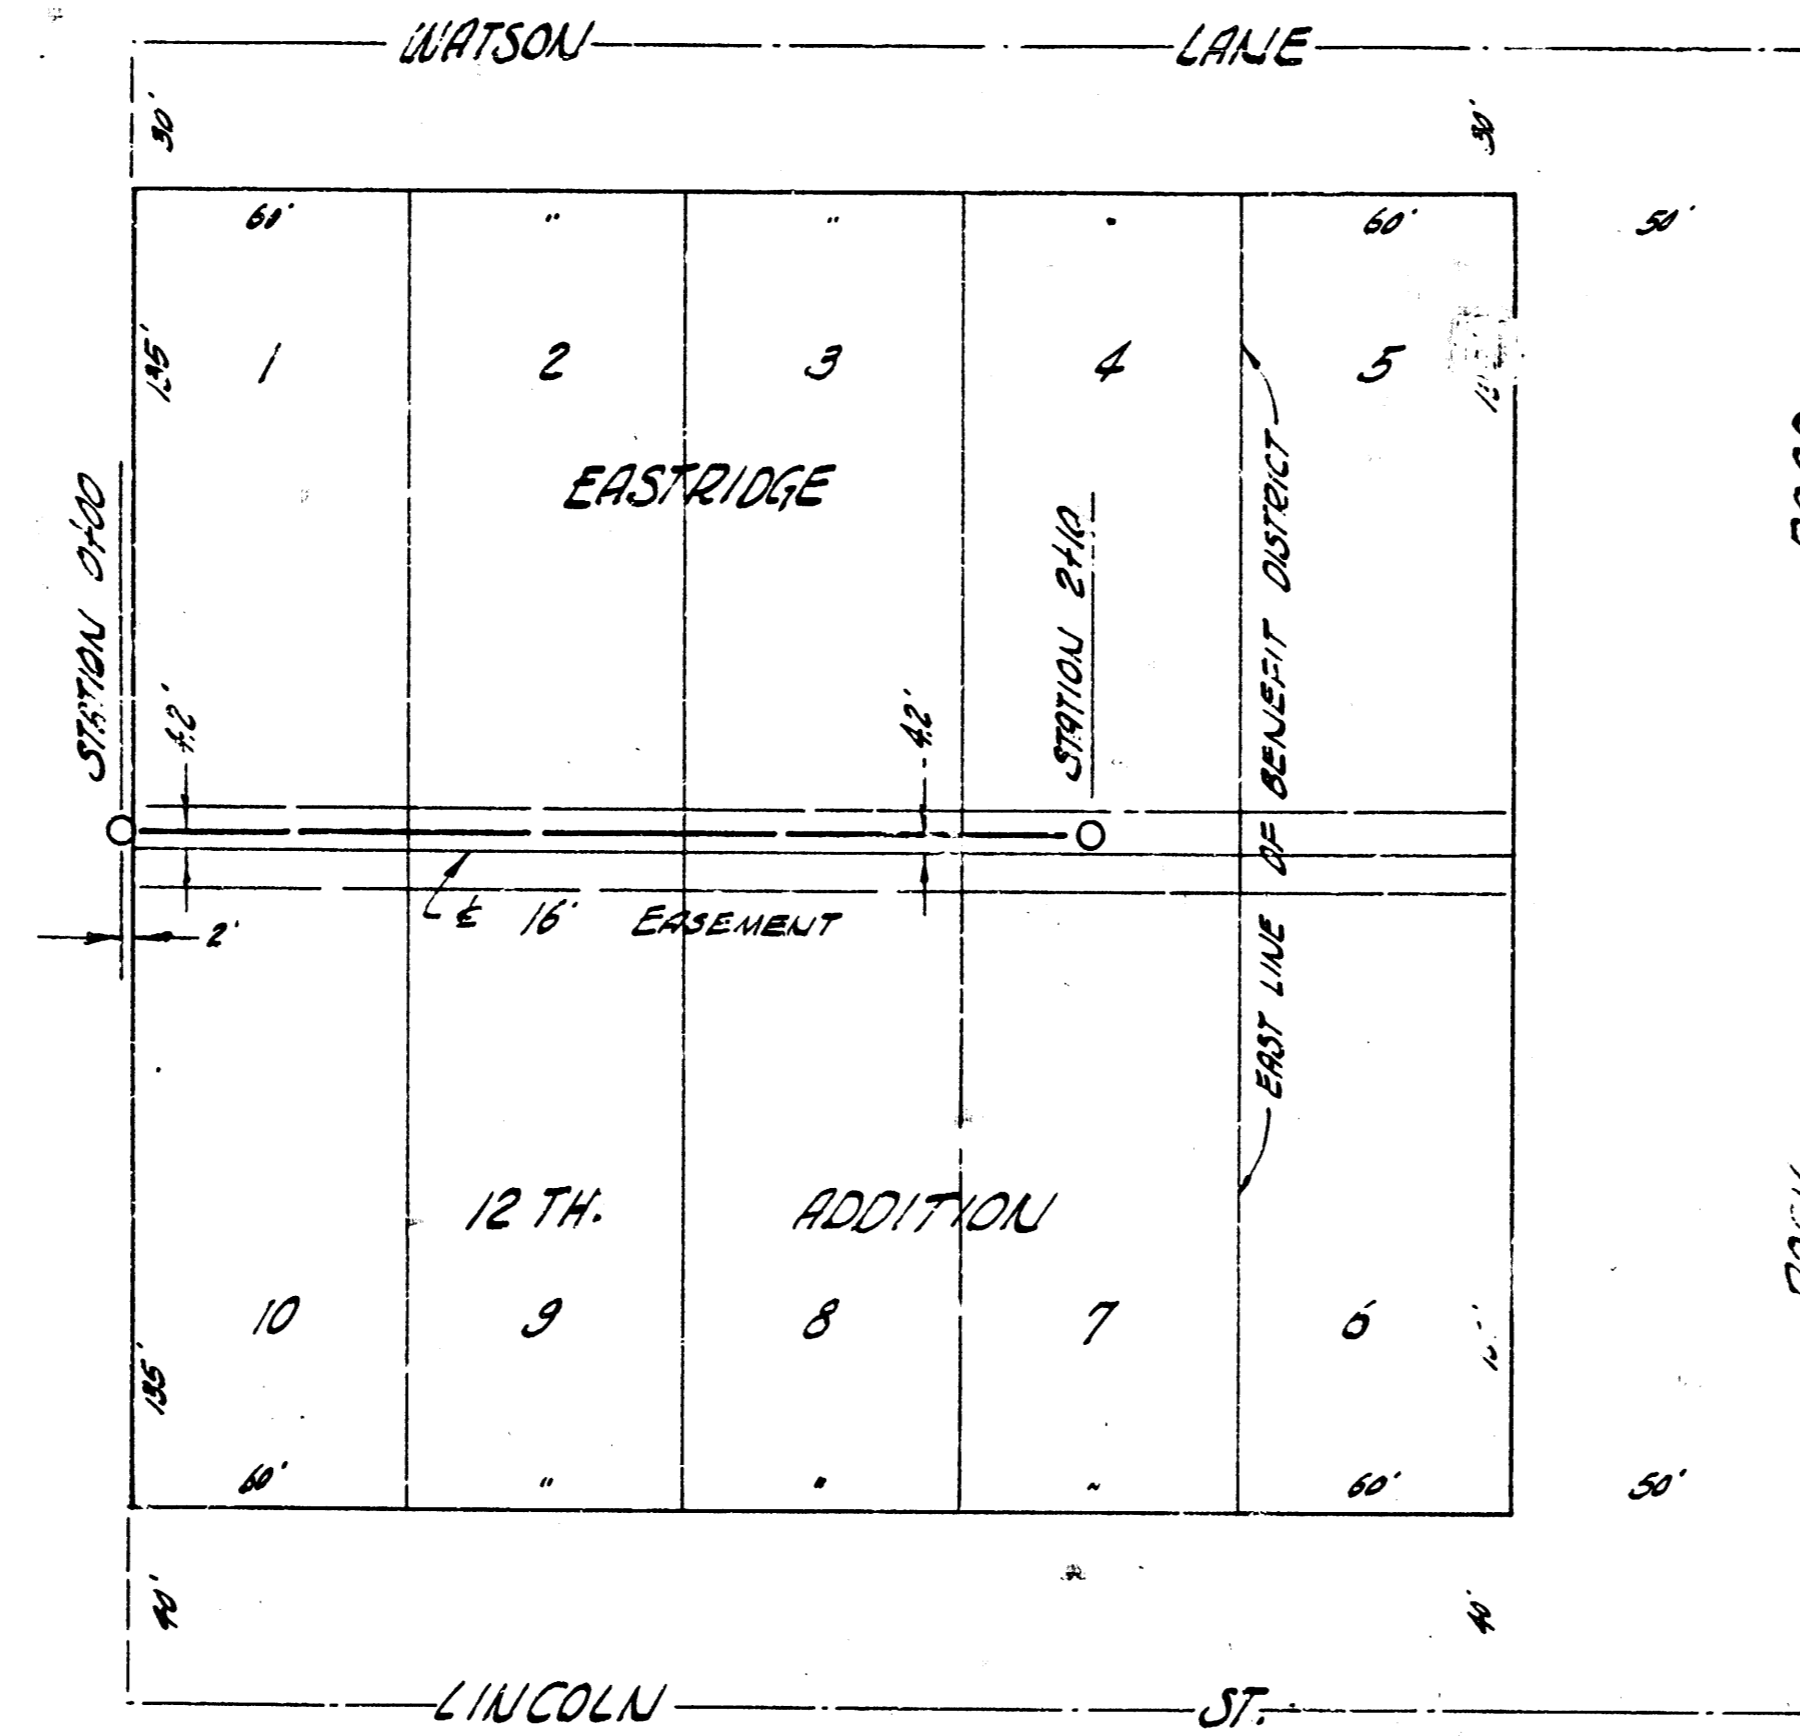 WATSON LANE
30' 30'
60' " " " 60' 50'
135'
1 2 3 4 5
EASTRIDGE
STATION 0+00
STATION 2+10
EAST LINE OF BENEFIT DISTRICT
4.2' 4.2'
℄ 16' EASEMENT
2'
12 TH. ADDITION
10 9 8 7 6
135'
60' " " " 60' 50'
40' 40'
LINCOLN ST.